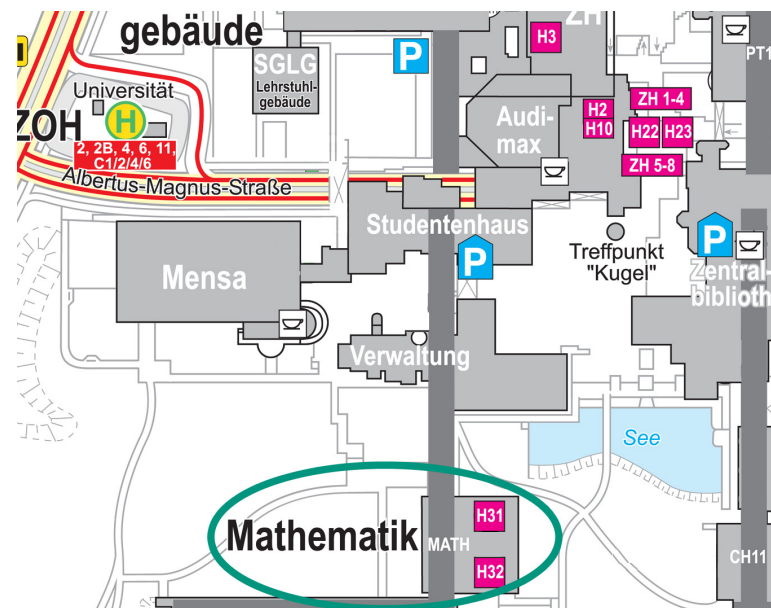 gebäude
ZH
H3
P
SGLG
Lehrstuhl-
gebäude
PT1
Universität
H
ZOH
2, 2B, 4, 6, 11,
C1/2/4/6
Albertus-Magnus-Straße
Audi-
max
H2
H10
ZH 1-4
H22
H23
ZH 5-8
Studentenhaus
P
Treffpunkt
"Kugel"
P
Zentral-
biblioth
Mensa
Verwaltung
See
Mathematik
MATH
H31
H32
CH11